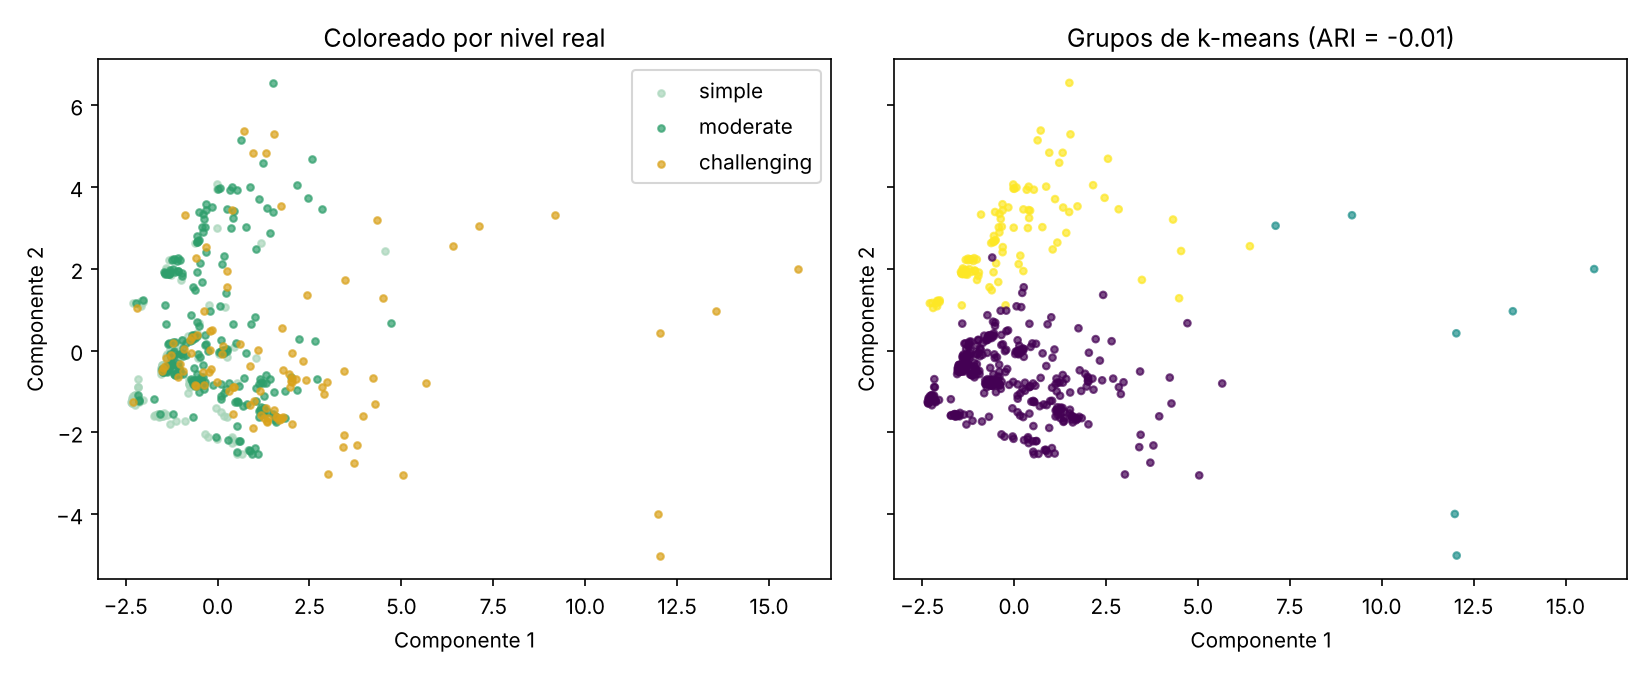 Coloreado por nivel real
simple
moderate
challenging
6
4
2
0
−2
−4
Componente 2
−2.5 0.0 2.5 5.0 7.5 10.0 12.5 15.0
Componente 1
Grupos de k-means (ARI = -0.01)
Componente 2
−2.5 0.0 2.5 5.0 7.5 10.0 12.5 15.0
Componente 1